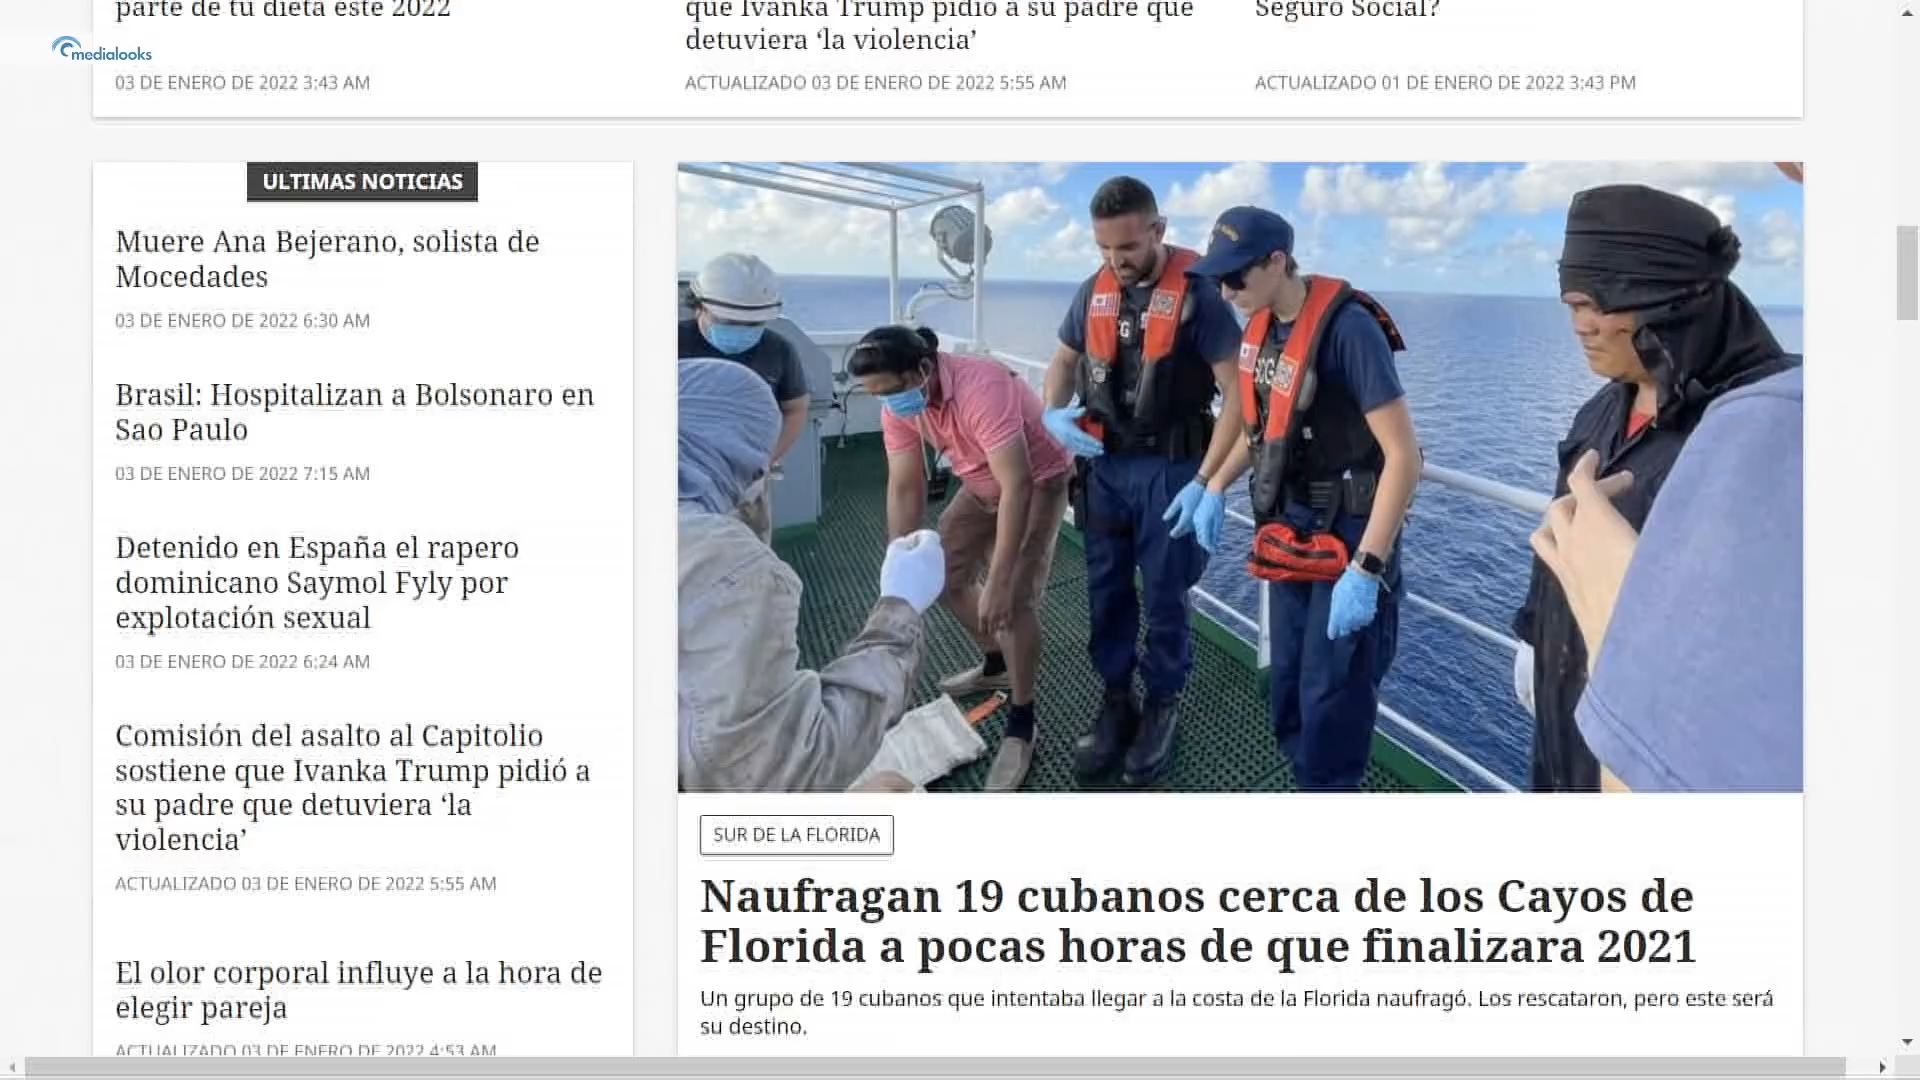 parte de tu dieta este 2022
03 DE ENERO DE 2022 3:43 AM
que Ivanka Trump pidió a su padre que
detuviera ‘la violencia’
ACTUALIZADO 03 DE ENERO DE 2022 5:55 AM
Seguro Social?
ACTUALIZADO 01 DE ENERO DE 2022 3:43 PM
medialooks
ULTIMAS NOTICIAS
Muere Ana Bejerano, solista de
Mocedades
03 DE ENERO DE 2022 6:30 AM
Brasil: Hospitalizan a Bolsonaro en
Sao Paulo
03 DE ENERO DE 2022 7:15 AM
Detenido en España el rapero
dominicano Saymol Fyly por
explotación sexual
03 DE ENERO DE 2022 6:24 AM
Comisión del asalto al Capitolio
sostiene que Ivanka Trump pidió a
su padre que detuviera ‘la
violencia’
ACTUALIZADO 03 DE ENERO DE 2022 5:55 AM
El olor corporal influye a la hora de
elegir pareja
ACTUALIZADO 03 DE ENERO DE 2022 4:53 AM
SUR DE LA FLORIDA
Naufragan 19 cubanos cerca de los Cayos de
Florida a pocas horas de que finalizara 2021
Un grupo de 19 cubanos que intentaba llegar a la costa de la Florida naufragó. Los rescataron, pero este será
su destino.